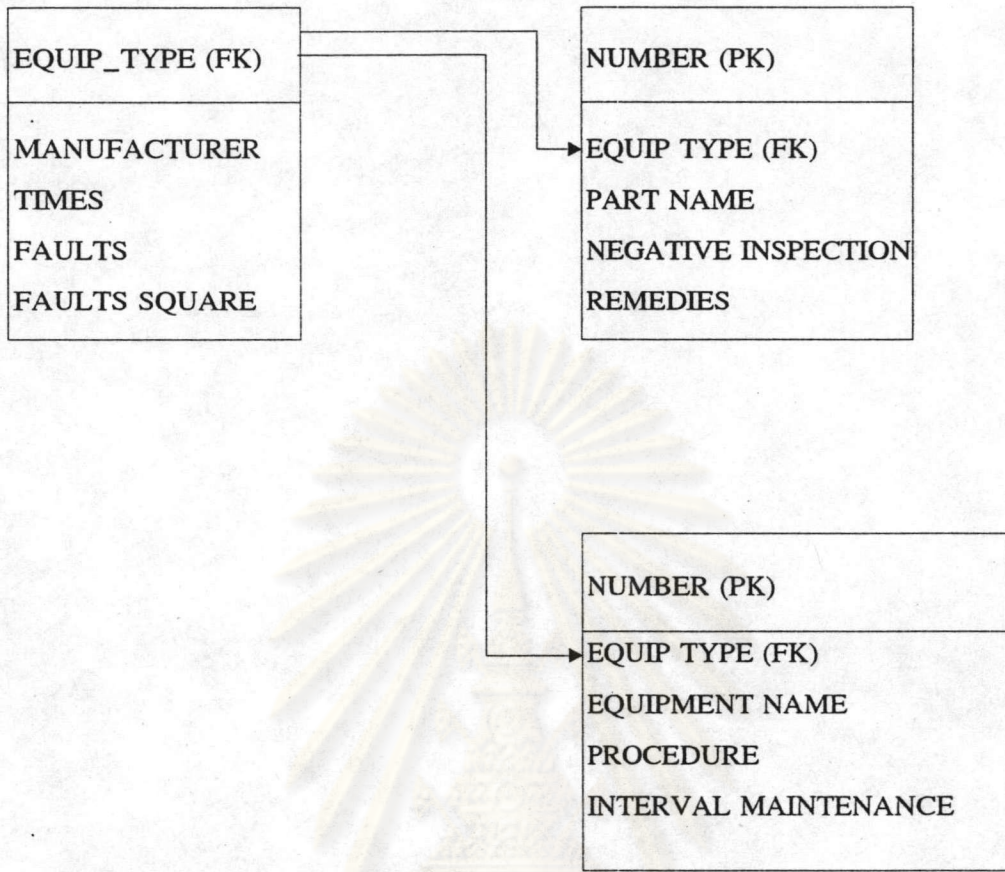 EQUIP_TYPE (FK)
MANUFACTURER
TIMES
FAULTS
FAULTS SQUARE
NUMBER (PK)
EQUIP TYPE (FK)
PART NAME
NEGATIVE INSPECTION
REMEDIES
NUMBER (PK)
EQUIP TYPE (FK)
EQUIPMENT NAME
PROCEDURE
INTERVAL MAINTENANCE